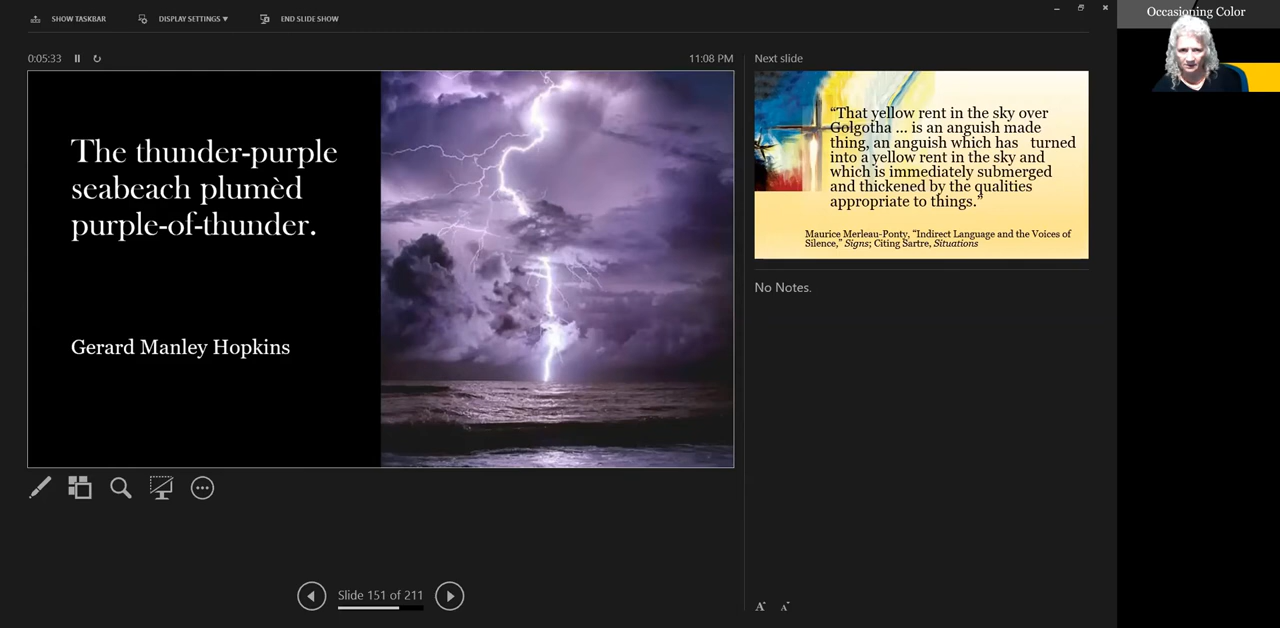 SHOW TASKBAR
DISPLAY SETTINGS ▼
END SLIDE SHOW
Occasioning Color
0:05:33
11:08 PM
The thunder-purple
seabeach plumèd
purple-of-thunder.
Gerard Manley Hopkins
Next slide
“That yellow rent in the sky over
Golgotha ... is an anguish made
thing, an anguish which has turned
into a yellow rent in the sky and
which is immediately submerged
and thickened by the qualities
appropriate to things.”
Maurice Merleau-Ponty, “Indirect Language and the Voices of
Silence,” Signs; Citing Sartre, Situations
No Notes.
Slide 151 of 211
A A